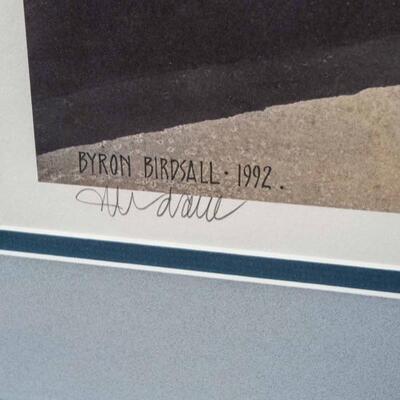 BYRON BIRDSALL · 1992.